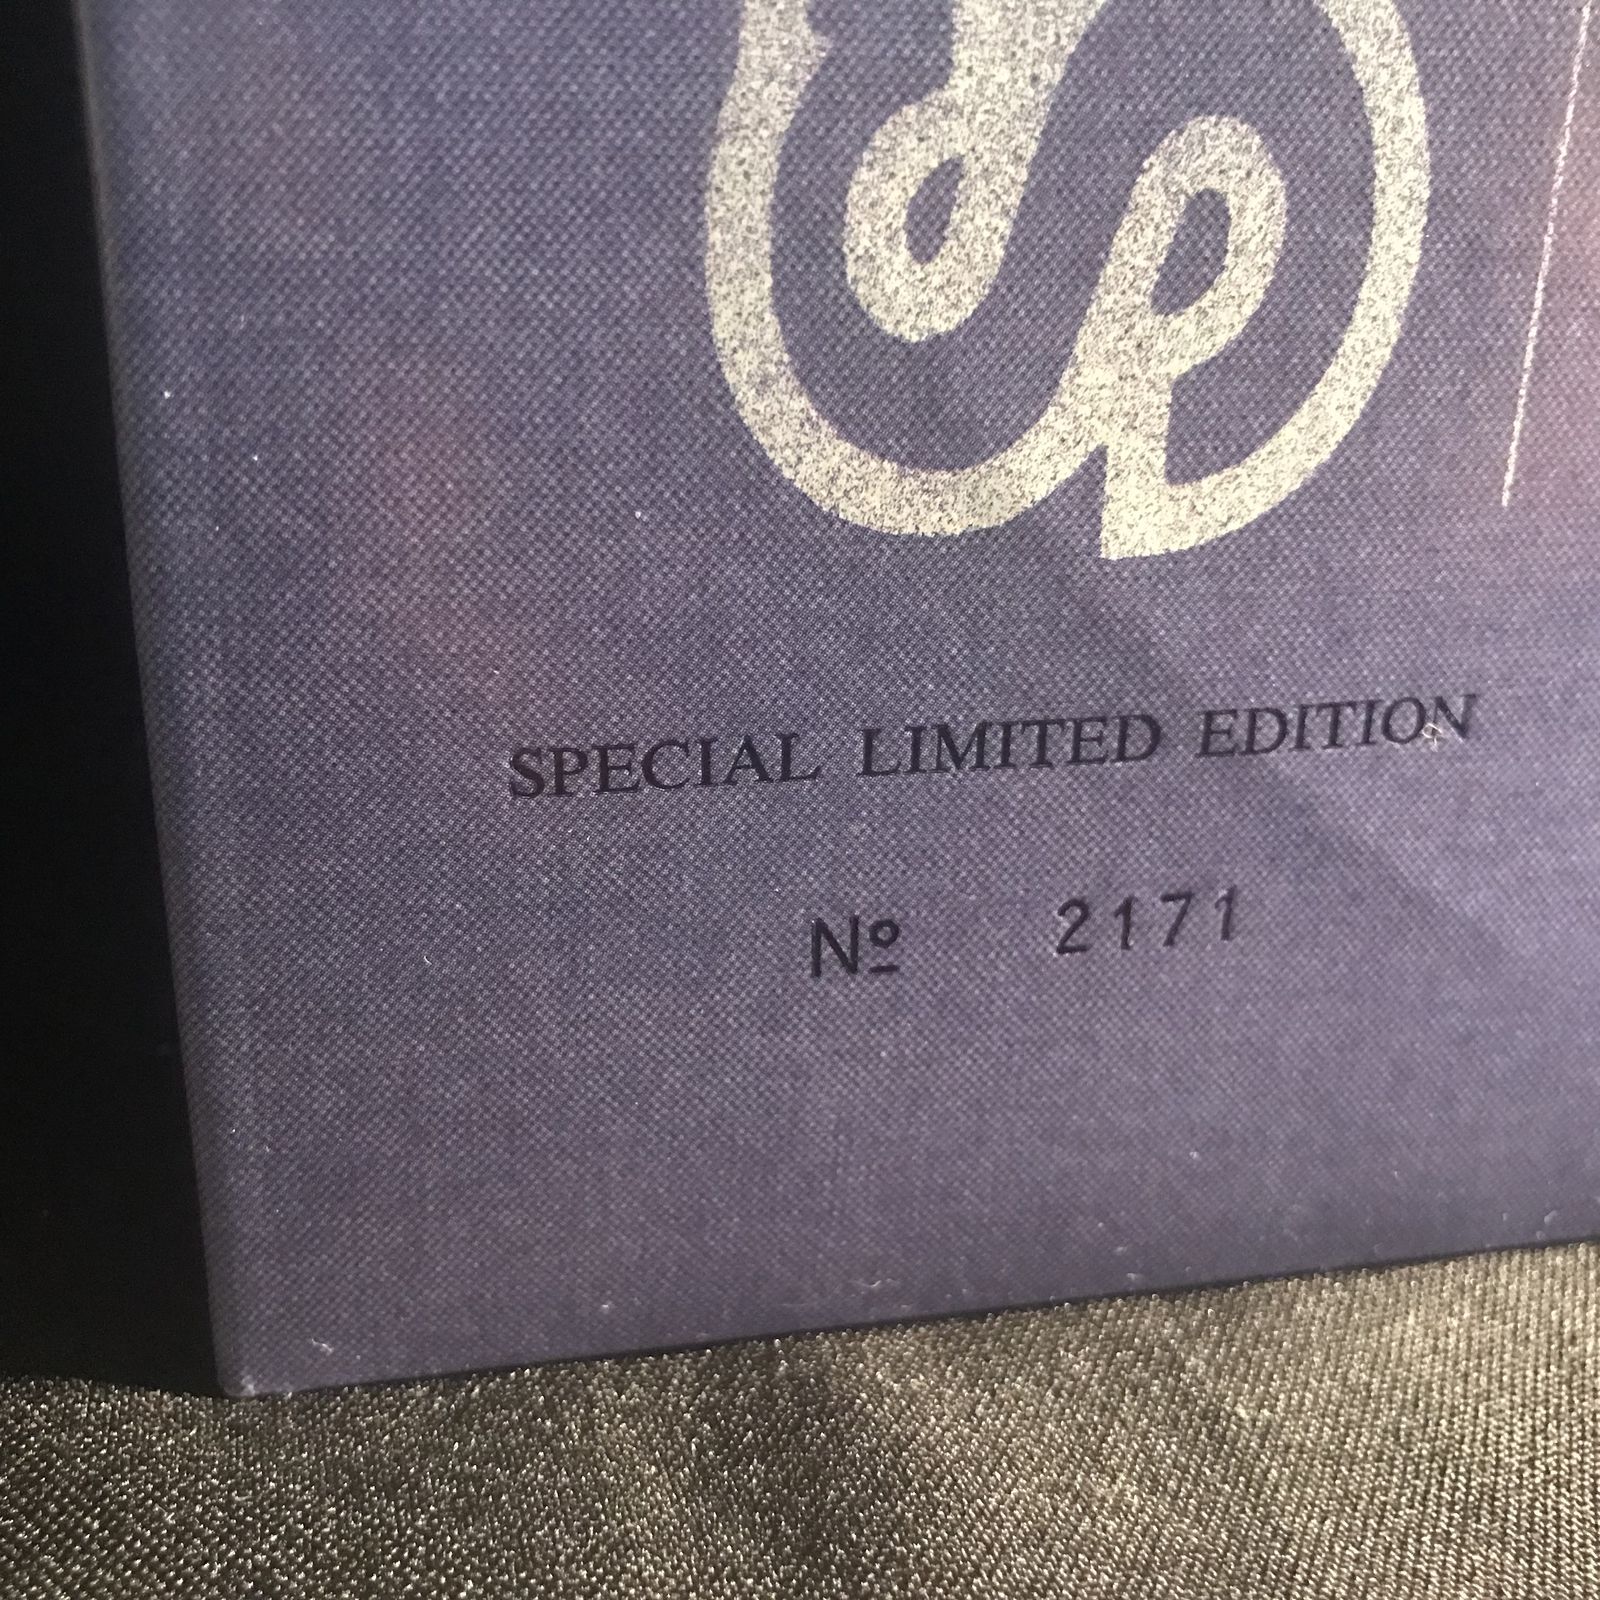 SPECIAL LIMITED EDITION
Nº 2171